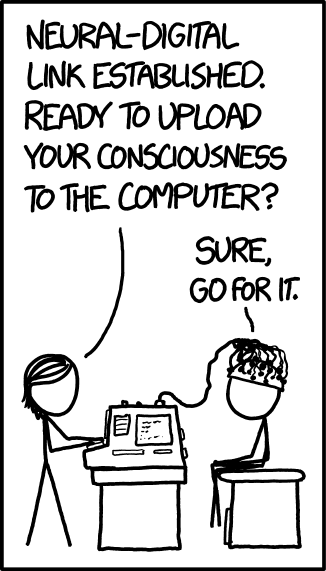 NEURAL-DIGITAL
LINK ESTABLISHED.
READY TO UPLOAD
YOUR CONSCIOUSNESS
TO THE COMPUTER?
SURE,
GO FOR IT.